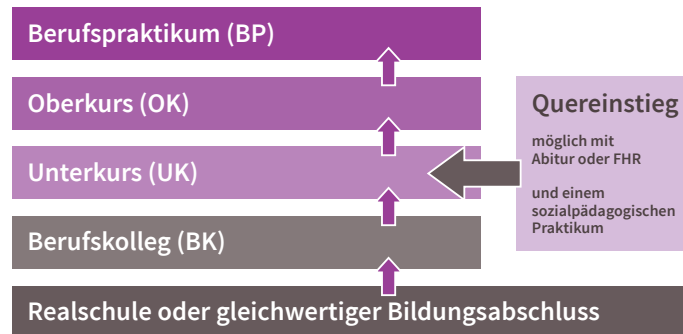 Berufspraktikum (BP)
Oberkurs (OK)
Unterkurs (UK)
Berufskolleg (BK)
Realschule oder gleichwertiger Bildungsabschluss
Quereinstieg
möglich mit
Abitur oder FHR
und einem
sozialpädagogischen
Praktikum